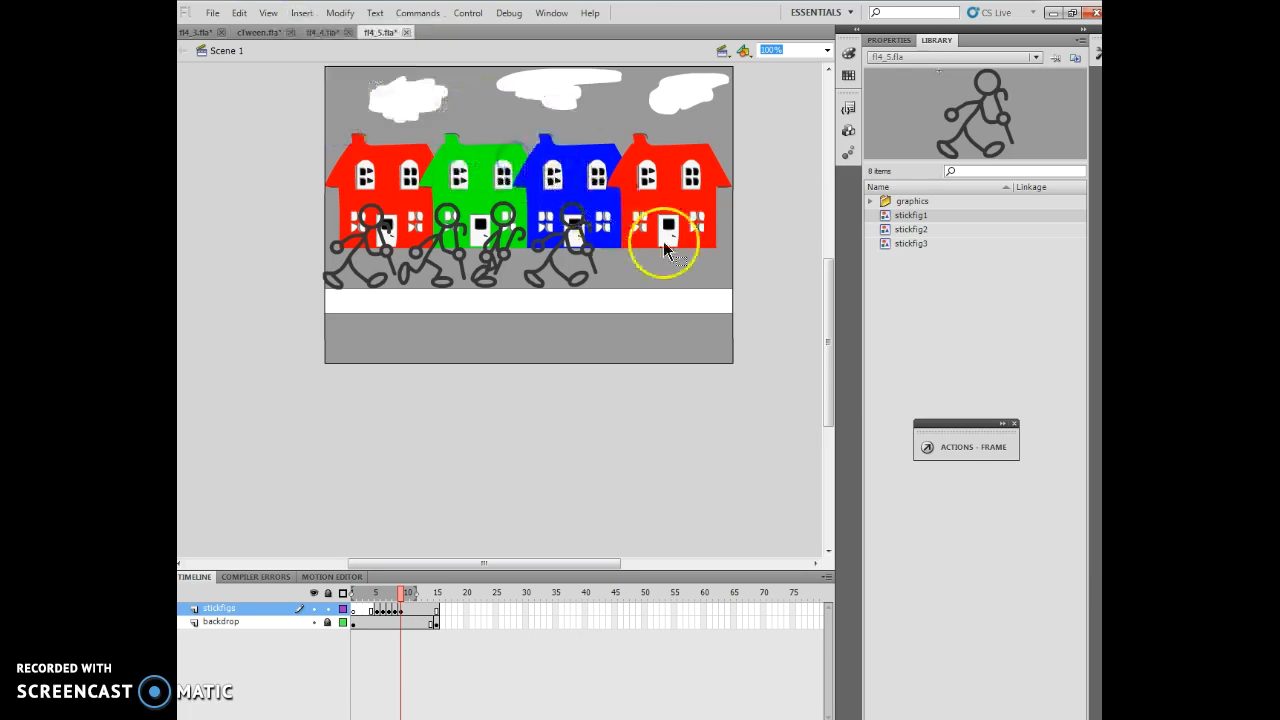 Fl File Edit View Insert Modify Text Commands Control Debug Window Help ESSENTIALS CS Live
fl4_3.fla* cTween.fla* fl4_4.fla* fl4_5.fla*
Scene 1 100%
PROPERTIES LIBRARY
fl4_5.fla
8 items
Name Linkage
graphics
stickfig1
stickfig2
stickfig3
ACTIONS - FRAME
TIMELINE COMPILER ERRORS MOTION EDITOR
5 10 15 20 25 30 35 40 45 50 55 60 65 70 75
stickfigs
backdrop
RECORDED WITH
SCREENCAST MATIC